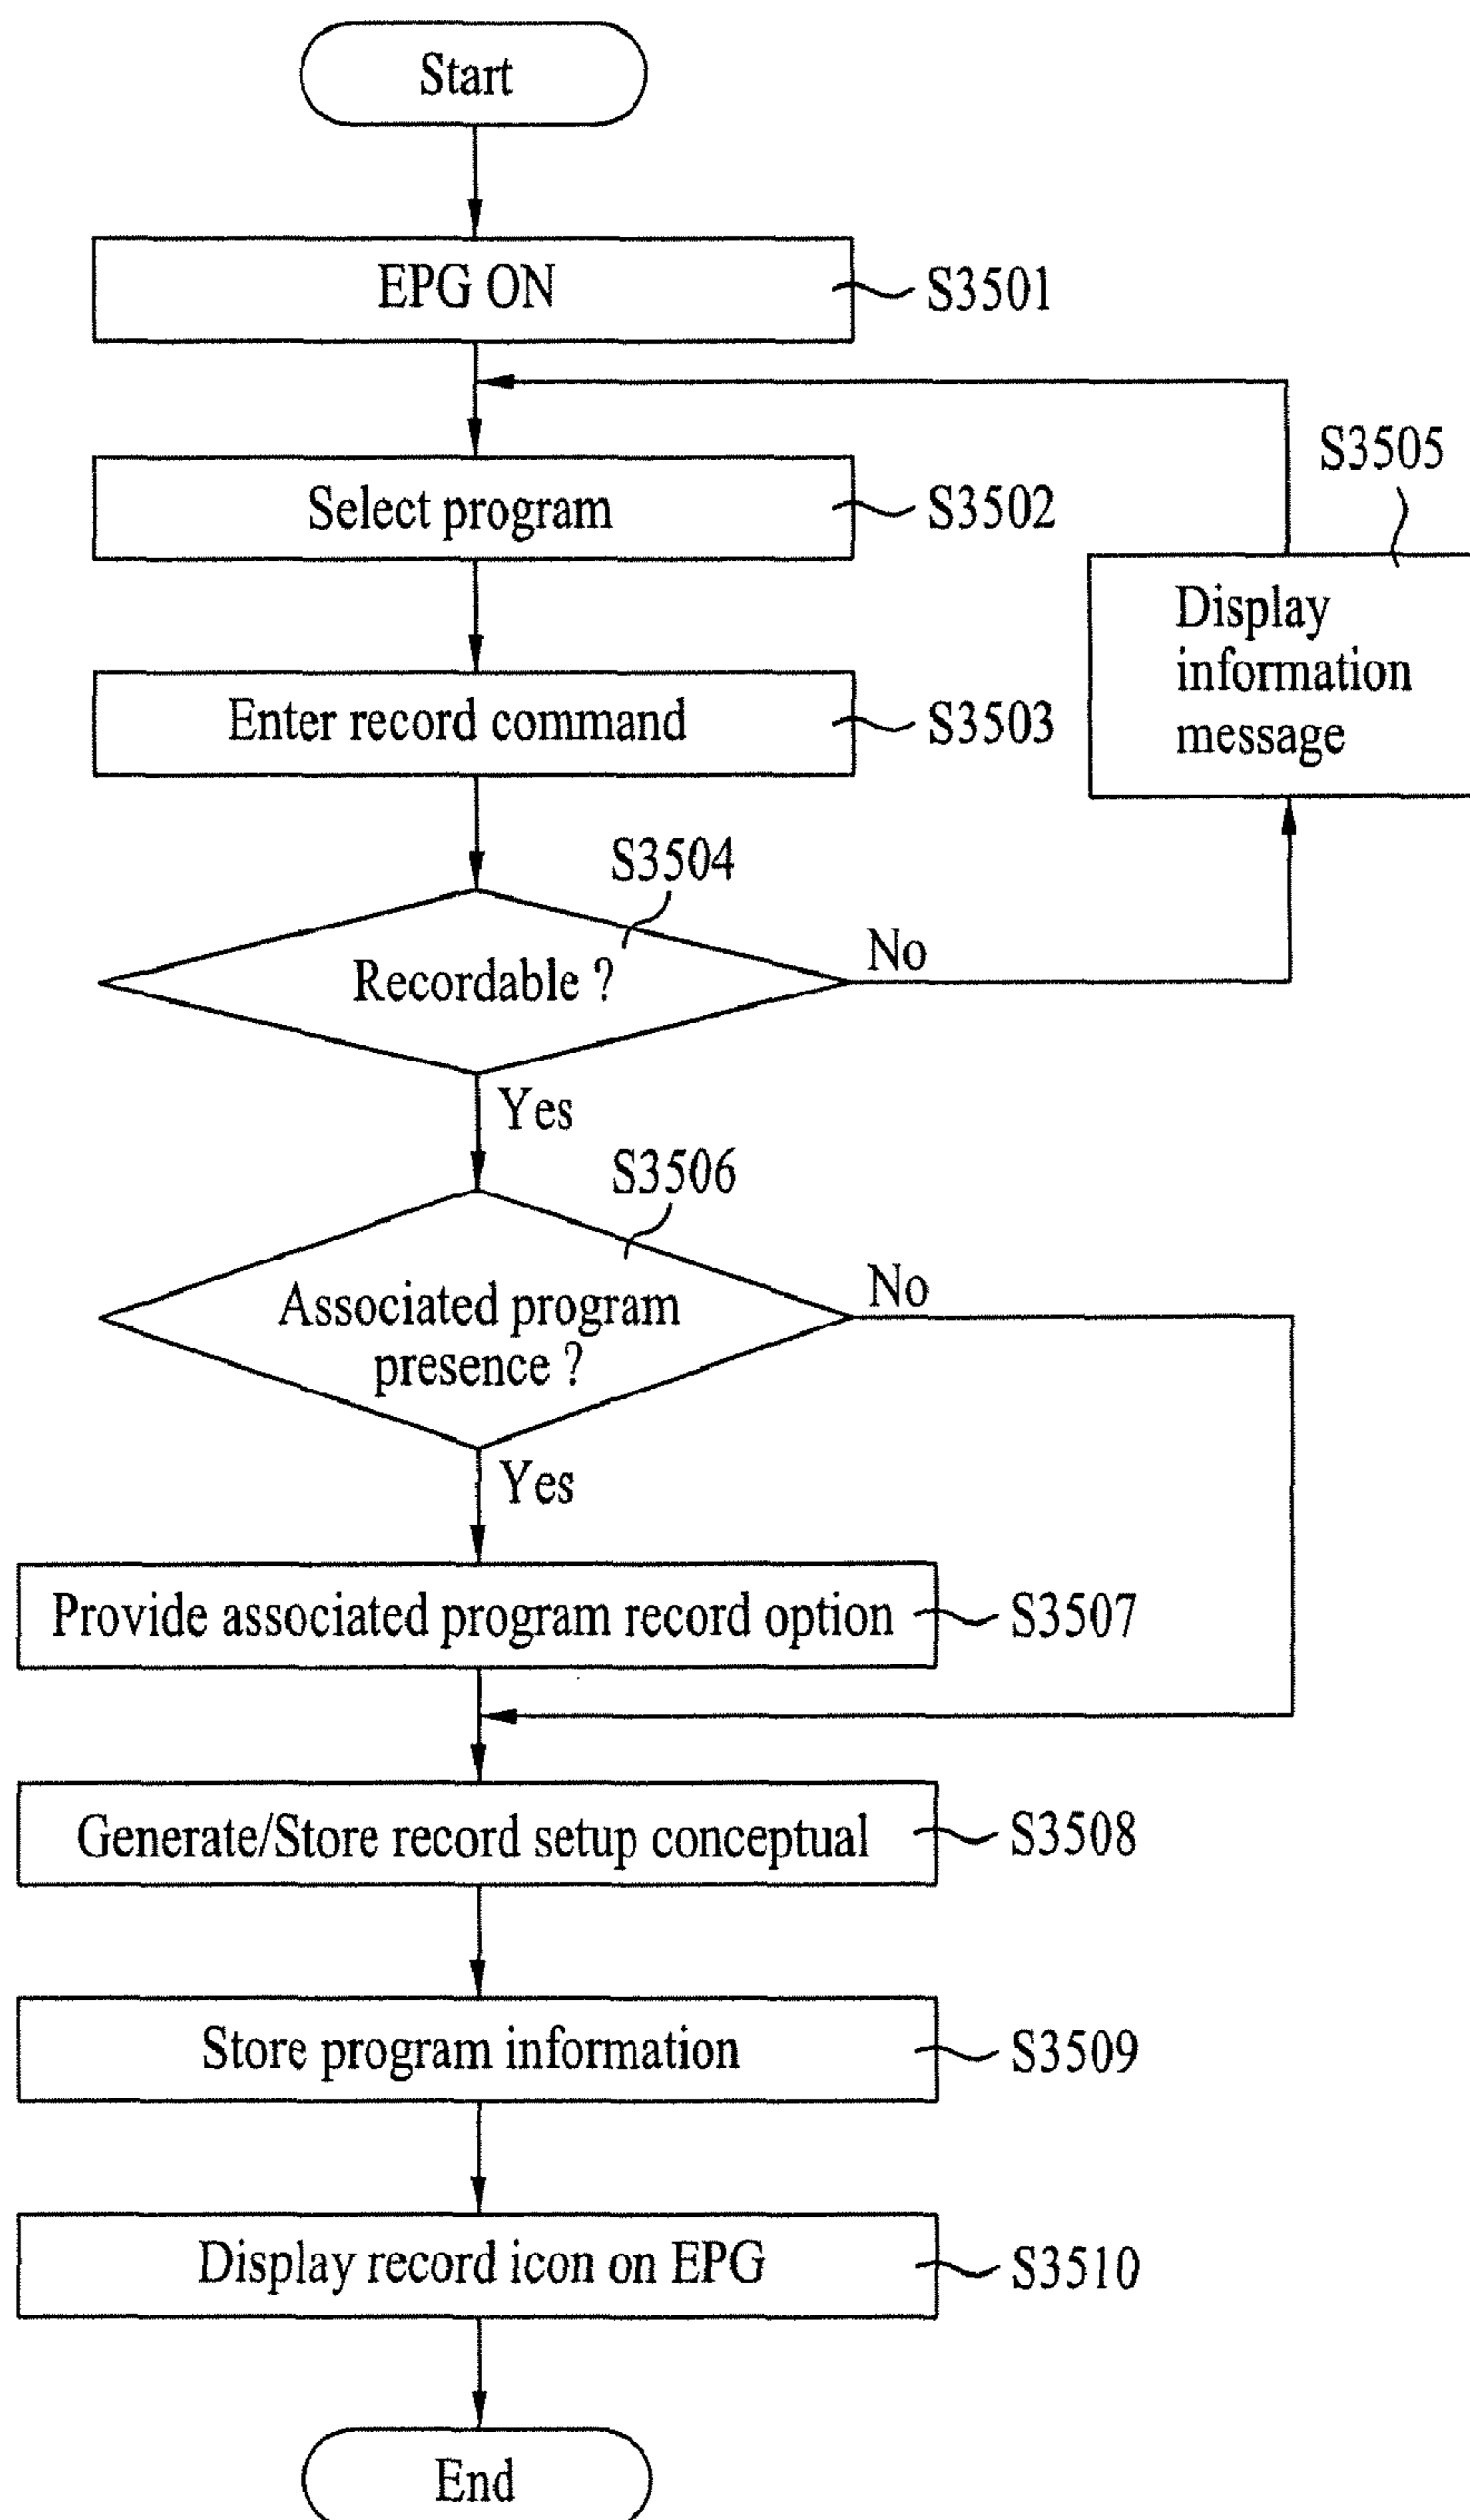 Start
EPG ON
S3501
S3505
Select program
S3502
Display
information
message
Enter record command
S3503
S3504
Recordable ?
No
Yes
S3506
Associated program
presence ?
No
Yes
Provide associated program record option
S3507
Generate/Store record setup conceptual
S3508
Store program information
S3509
Display record icon on EPG
S3510
End